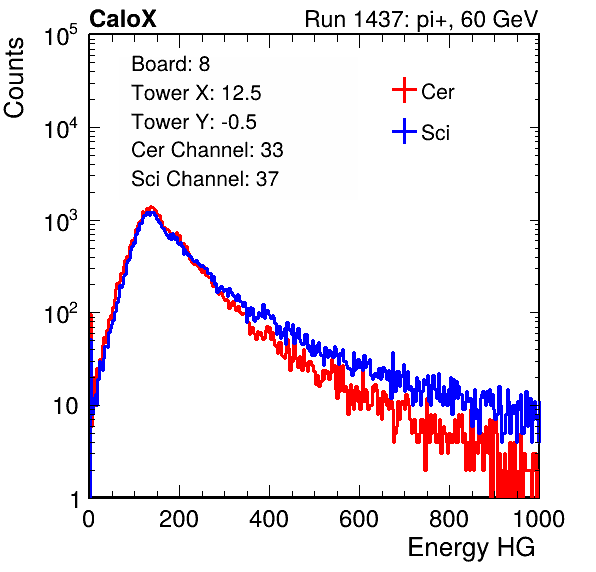 CaloX Run 1437: pi+, 60 GeV
Counts
10^5
10^4
10^3
10^2
10
1
Board: 8
Tower X: 12.5
Tower Y: -0.5
Cer Channel: 33
Sci Channel: 37
Cer
Sci
0 200 400 600 800 1000
Energy HG